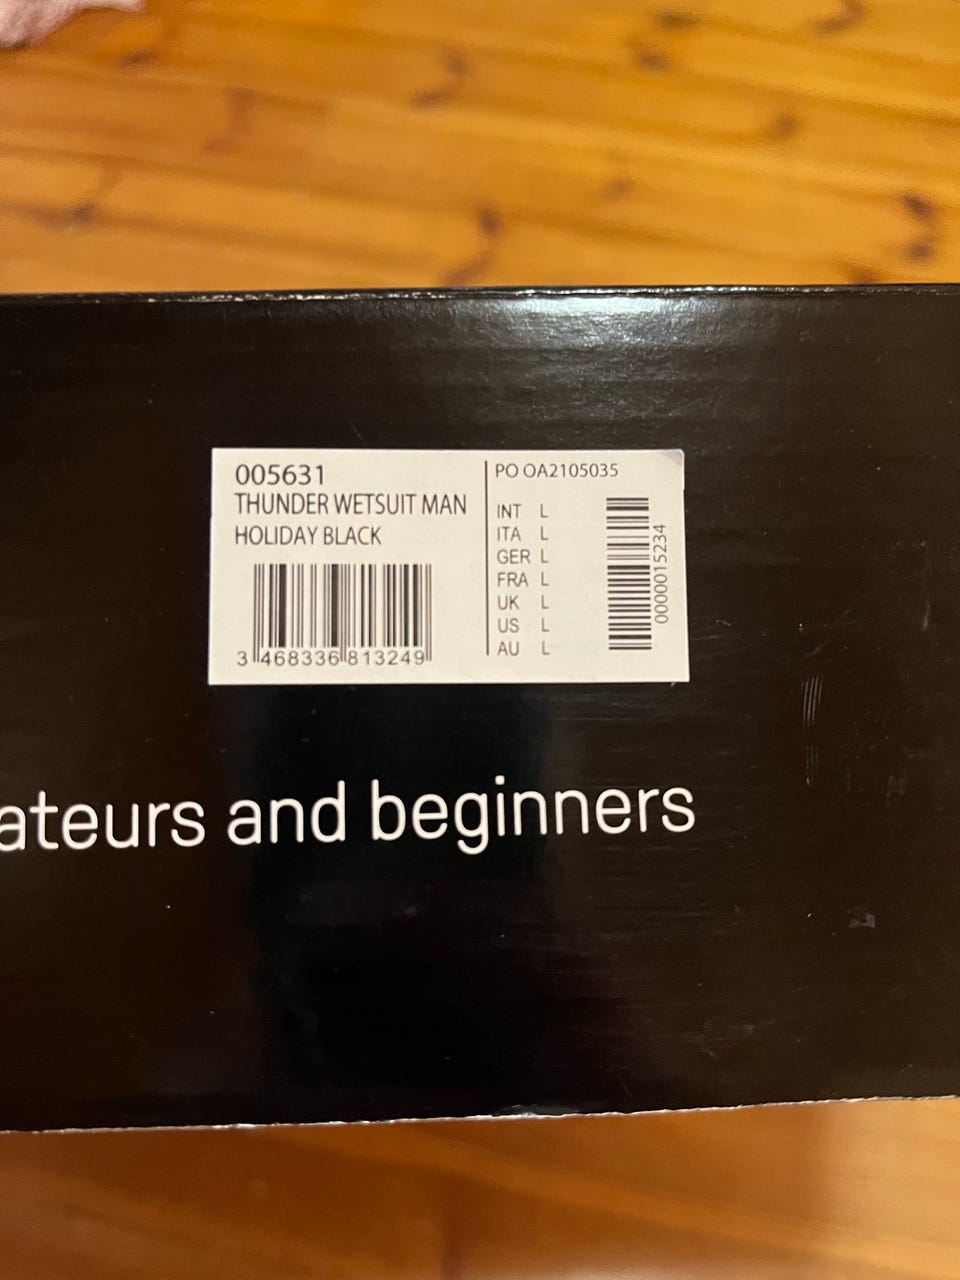 005631
THUNDER WETSUIT MAN
HOLIDAY BLACK
3 468336 813249
PO OA2105035
INT L
ITA L
GER L
FRA L
UK L
US L
AU L
0000015234
ateurs and beginners